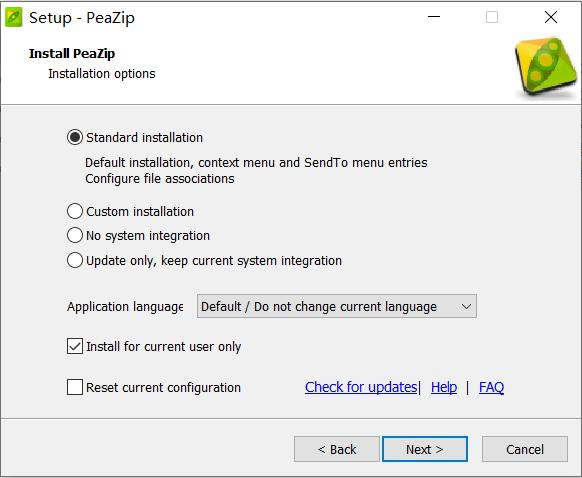 Setup - PeaZip
Install PeaZip
Installation options
Standard installation
Default installation, context menu and SendTo menu entries
Configure file associations
Custom installation
No system integration
Update only, keep current system integration
Application language Default / Do not change current language
Install for current user only
Reset current configuration Check for updates| Help | FAQ
< Back Next > Cancel